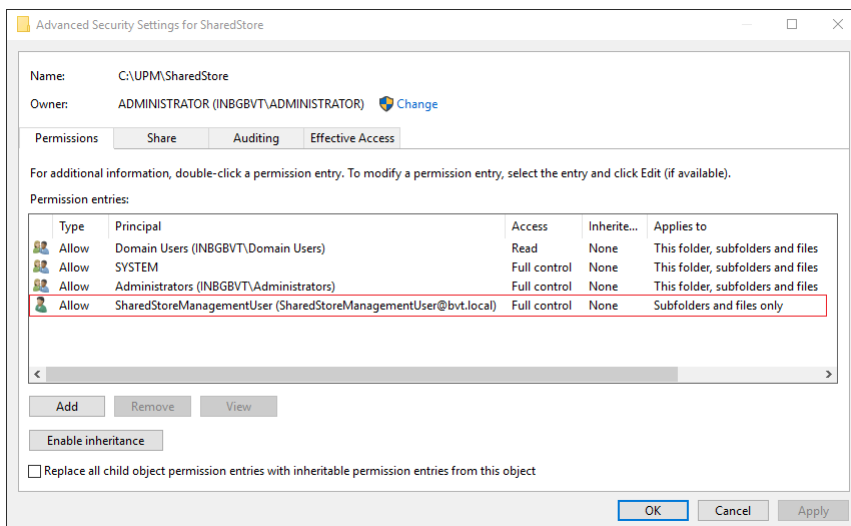 Advanced Security Settings for SharedStore
Name: C:\UPM\SharedStore
Owner: ADMINISTRATOR (INBGBVT\ADMINISTRATOR) Change
Permissions Share Auditing Effective Access
For additional information, double-click a permission entry. To modify a permission entry, select the entry and click Edit (if available).
Permission entries:
Type Principal Access Inherite... Applies to
Allow Domain Users (INBGBVT\Domain Users) Read None This folder, subfolders and files
Allow SYSTEM Full control None This folder, subfolders and files
Allow Administrators (INBGBVT\Administrators) Full control None This folder, subfolders and files
Allow SharedStoreManagementUser (SharedStoreManagementUser@bvt.local) Full control None Subfolders and files only
Add Remove View
Enable inheritance
Replace all child object permission entries with inheritable permission entries from this object
OK Cancel Apply